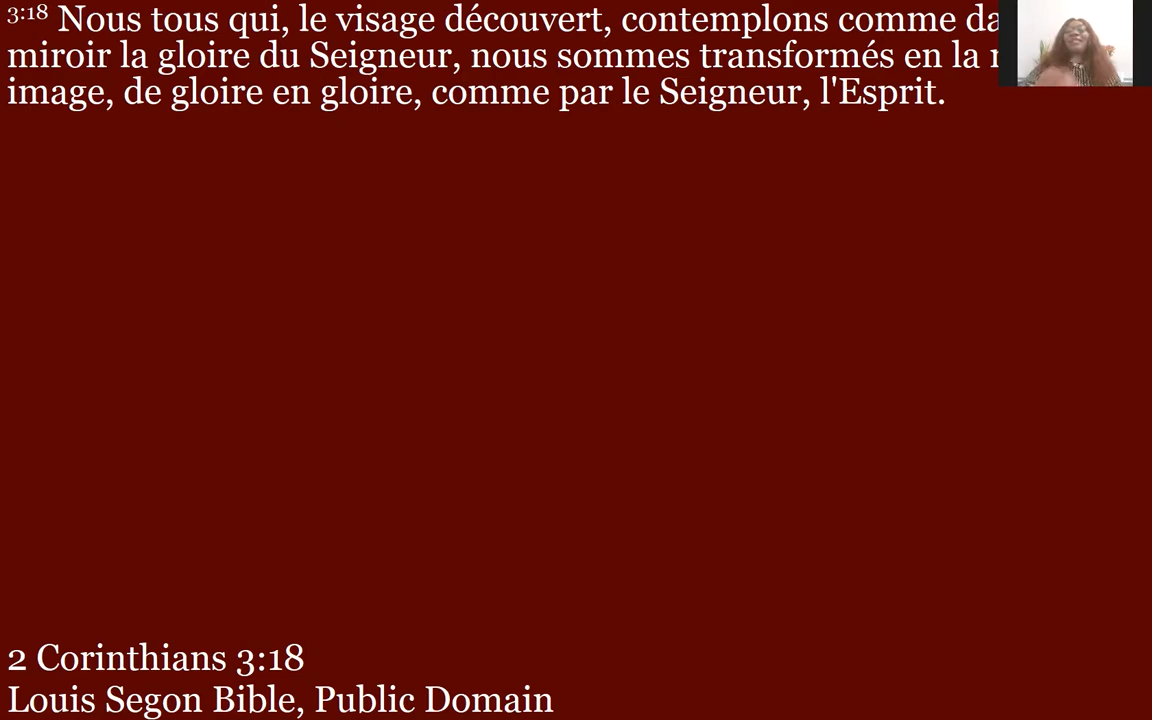 3:18 Nous tous qui, le visage découvert, contemplons comme
miroir la gloire du Seigneur, nous sommes transformés en la
image, de gloire en gloire, comme par le Seigneur, l'Esprit.
2 Corinthians 3:18
Louis Segon Bible, Public Domain